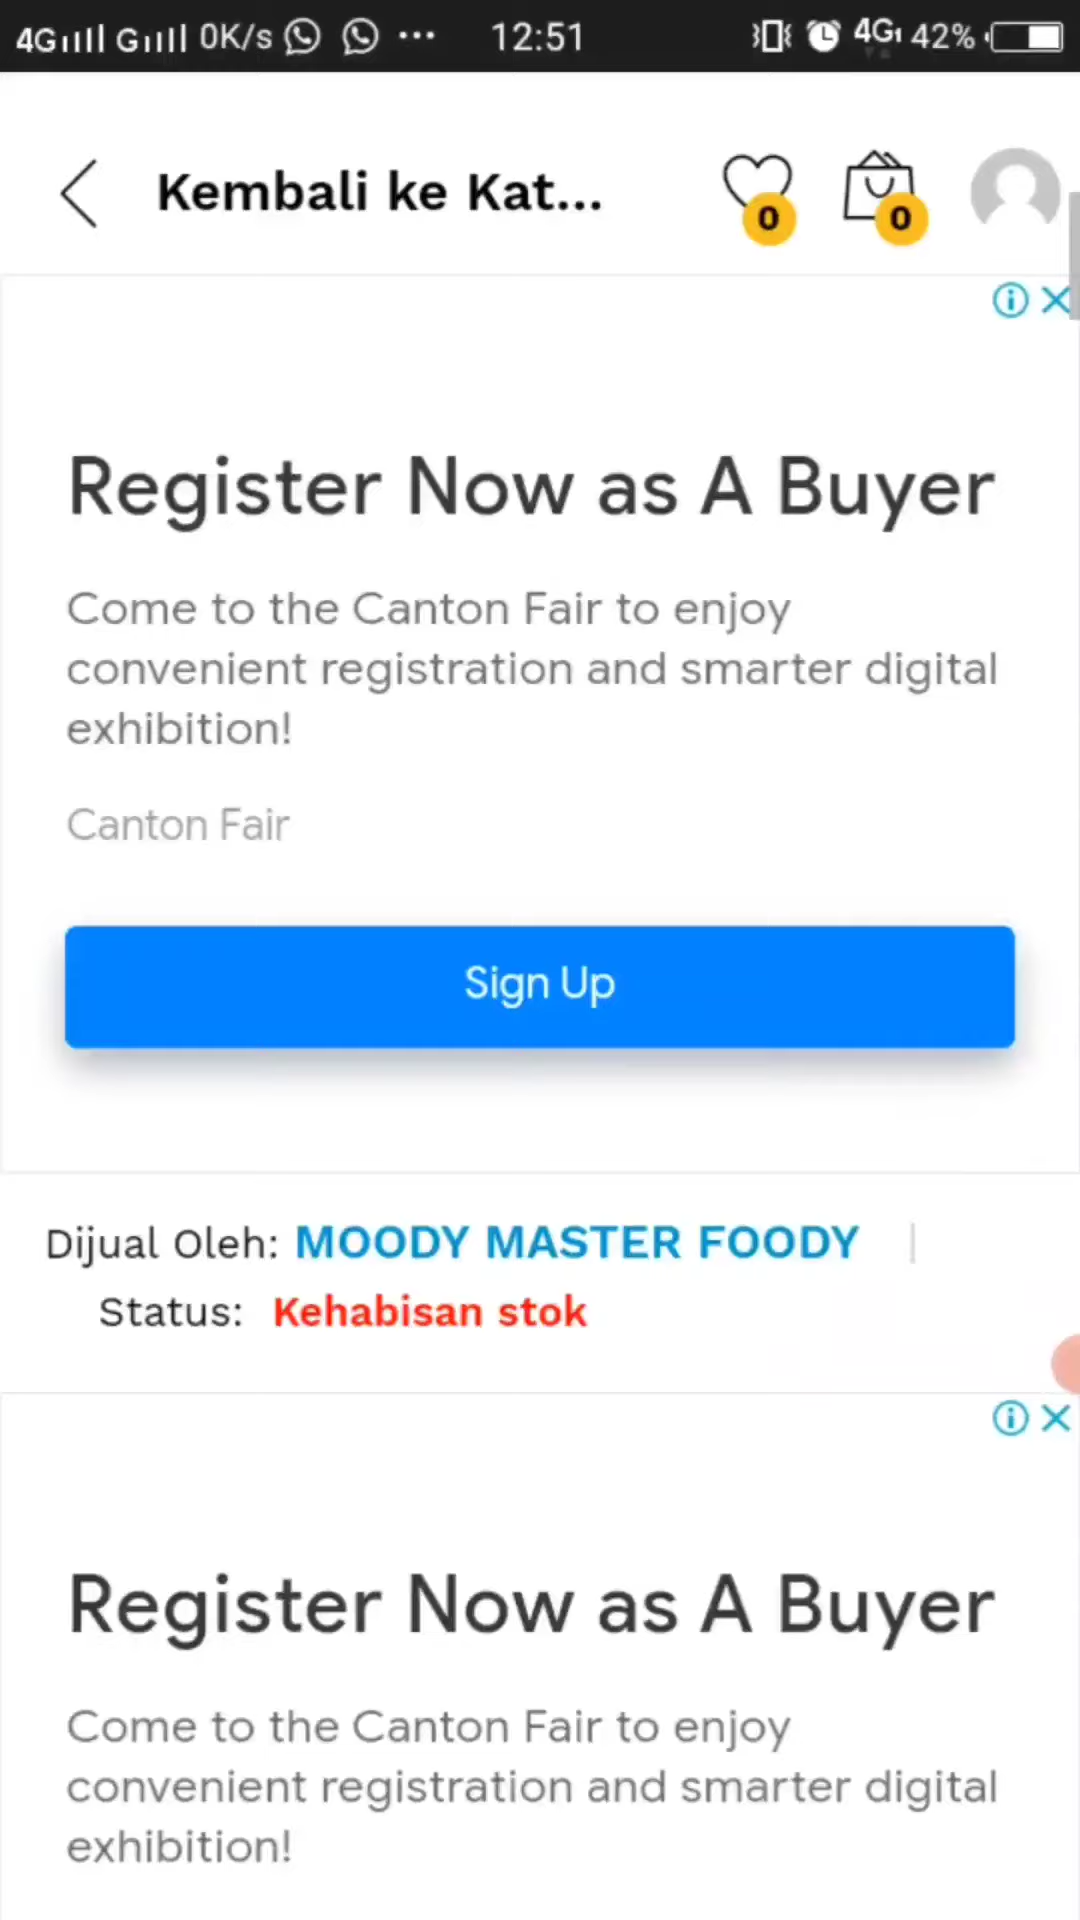 4G G 0K/s ... 12:51 4G 42%
Kembali ke Kat...
0 0
Register Now as A Buyer
Come to the Canton Fair to enjoy
convenient registration and smarter digital
exhibition!
Canton Fair
Sign Up
Dijual Oleh: MOODY MASTER FOODY |
Status: Kehabisan stok
Register Now as A Buyer
Come to the Canton Fair to enjoy
convenient registration and smarter digital
exhibition!